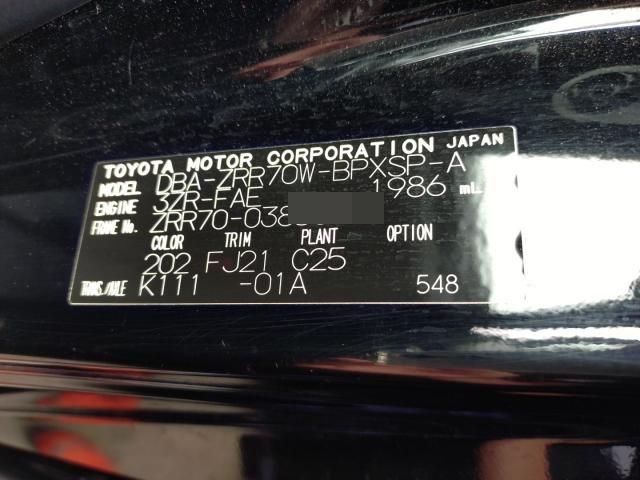 TOYOTA MOTOR CORPORATION JAPAN
MODEL DBA-ZRR70W-BPXSP-A
ENGINE 3ZR-FAE 1986 mL
FRAME No. ZRR70-038
COLOR TRIM PLANT OPTION
202 FJ21 C25
TRANS./AXLE K111 -01A 548